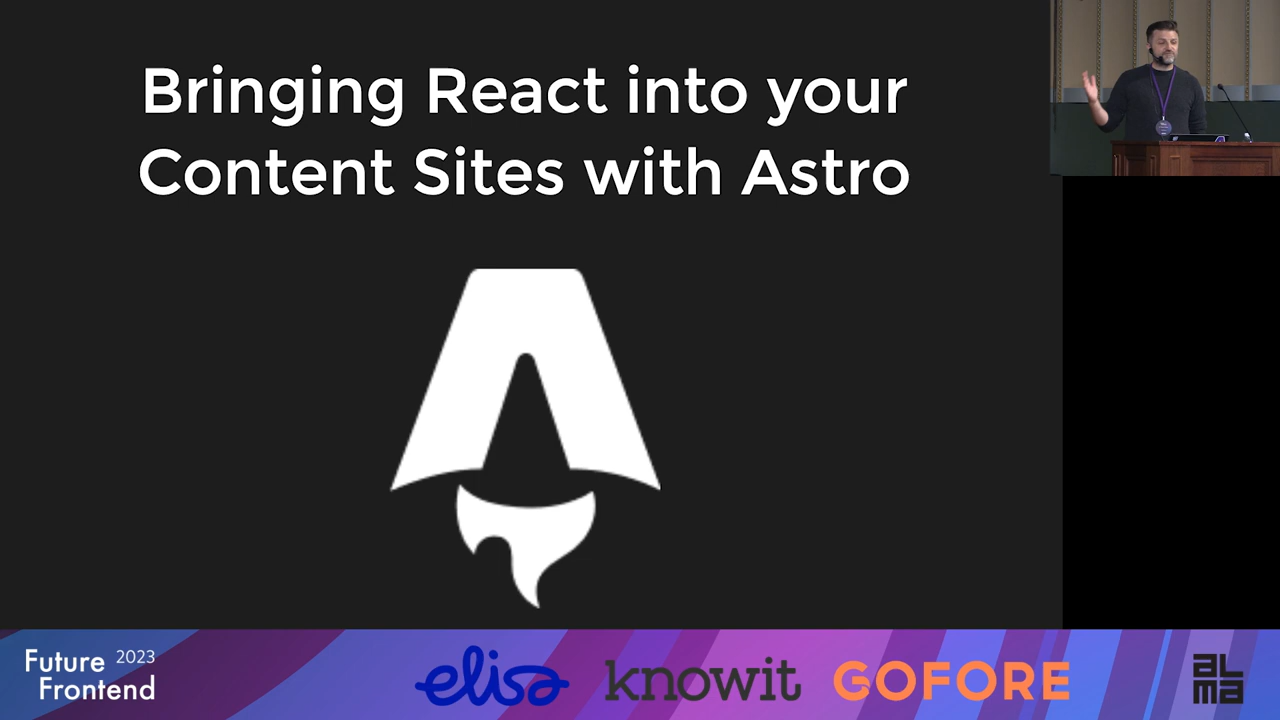 Bringing React into your
Content Sites with Astro
Future 2023
Frontend
elisa
knowit
GOFORE
aLma